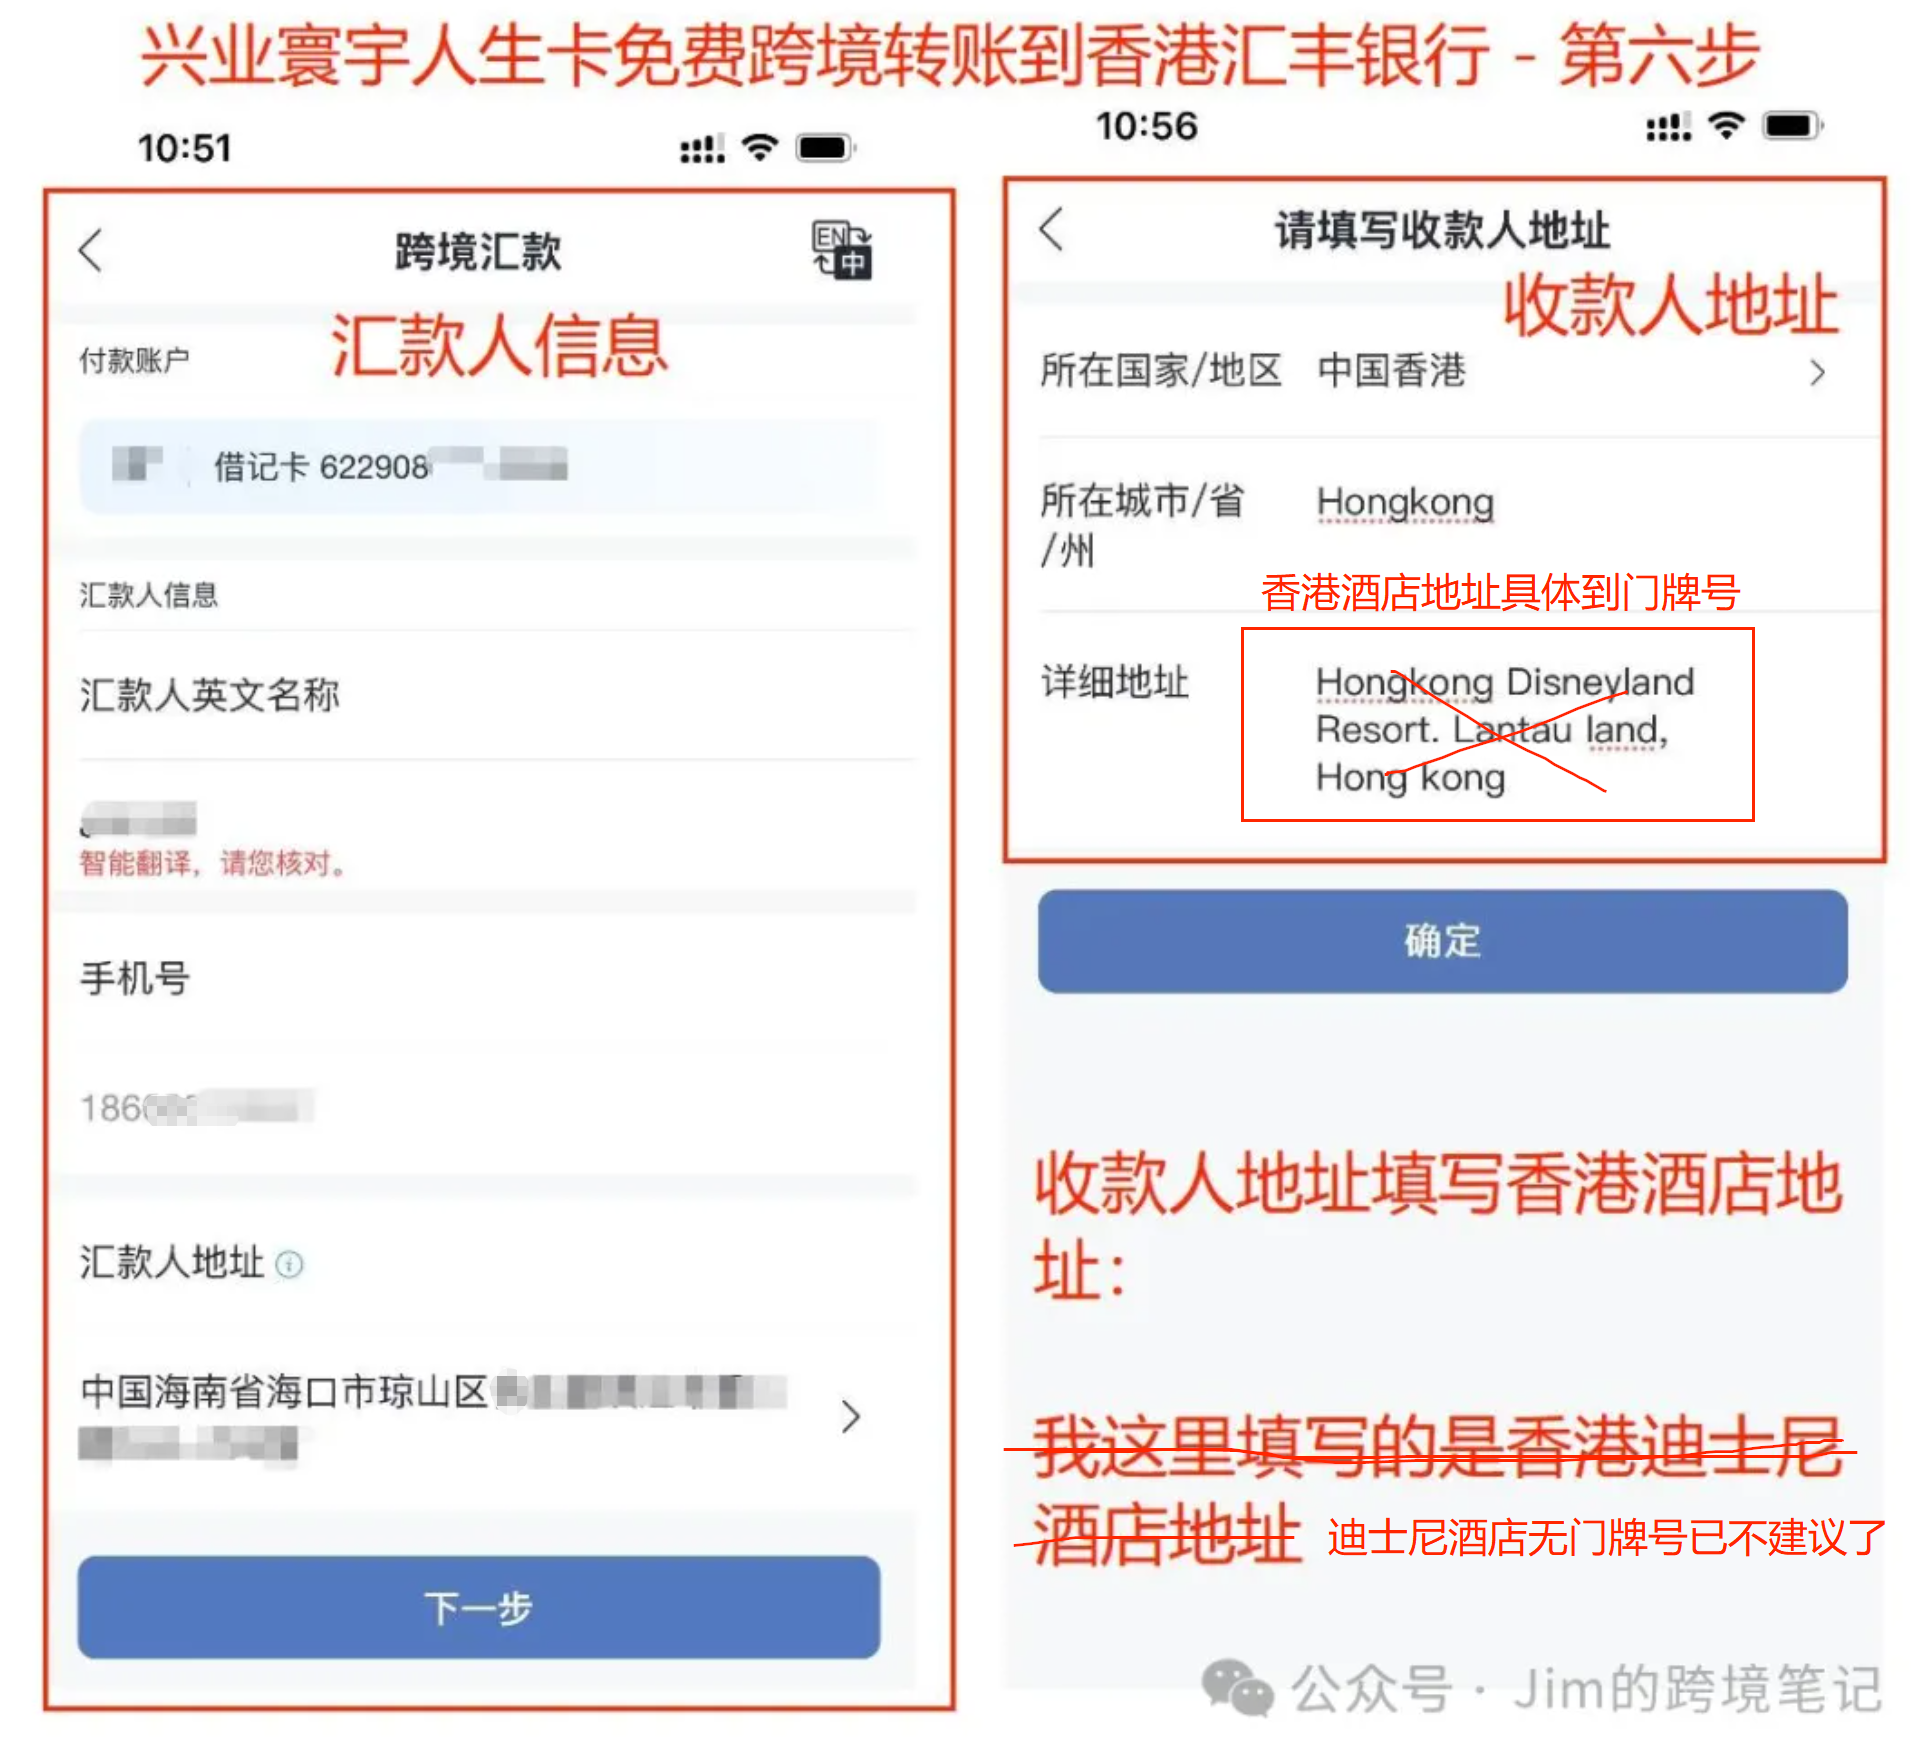 兴业寰宇人生卡免费跨境转账到香港汇丰银行 - 第六步
10:51
跨境汇款
EN
中
汇款人信息
付款账户
借记卡 622908
汇款人信息
汇款人英文名称
智能翻译，请您核对。
手机号
186
汇款人地址
中国海南省海口市琼山区
下一步
10:56
请填写收款人地址
收款人地址
所在国家/地区 中国香港
所在城市/省
/州
Hongkong
香港酒店地址具体到门牌号
详细地址
Hongkong Disneyland
Resort. Lantau land,
Hong kong
确定
收款人地址填写香港酒店地
址：
我这里填写的是香港迪士尼
酒店地址
迪士尼酒店无门牌号已不建议了
公众号 · Jim的跨境笔记